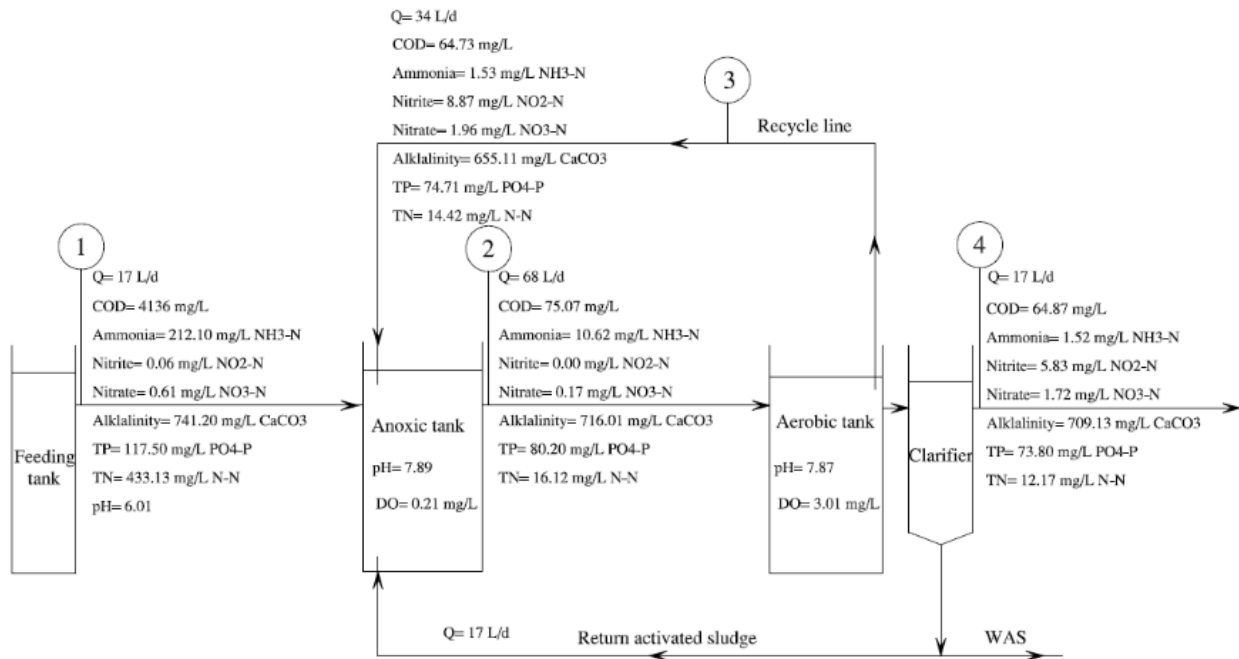 Q= 34 L/d
COD= 64.73 mg/L
Ammonia= 1.53 mg/L NH3-N
Nitrite= 8.87 mg/L NO2-N
Nitrate= 1.96 mg/L NO3-N
Alklalinity= 655.11 mg/L CaCO3
TP= 74.71 mg/L PO4-P
TN= 14.42 mg/L N-N
3
Recycle line
1
Q= 17 L/d
COD= 4136 mg/L
Ammonia= 212.10 mg/L NH3-N
Nitrite= 0.06 mg/L NO2-N
Nitrate= 0.61 mg/L NO3-N
Alklalinity= 741.20 mg/L CaCO3
TP= 117.50 mg/L PO4-P
TN= 433.13 mg/L N-N
pH= 6.01
Feeding
tank
2
Q= 68 L/d
COD= 75.07 mg/L
Ammonia= 10.62 mg/L NH3-N
Nitrite= 0.00 mg/L NO2-N
Nitrate= 0.17 mg/L NO3-N
Alklalinity= 716.01 mg/L CaCO3
TP= 80.20 mg/L PO4-P
TN= 16.12 mg/L N-N
Anoxic tank
pH= 7.89
DO= 0.21 mg/L
Aerobic tank
pH= 7.87
DO= 3.01 mg/L
4
Q= 17 L/d
COD= 64.87 mg/L
Ammonia= 1.52 mg/L NH3-N
Nitrite= 5.83 mg/L NO2-N
Nitrate= 1.72 mg/L NO3-N
Alklalinity= 709.13 mg/L CaCO3
TP= 73.80 mg/L PO4-P
TN= 12.17 mg/L N-N
Clarifier
Q= 17 L/d
Return activated sludge
WAS